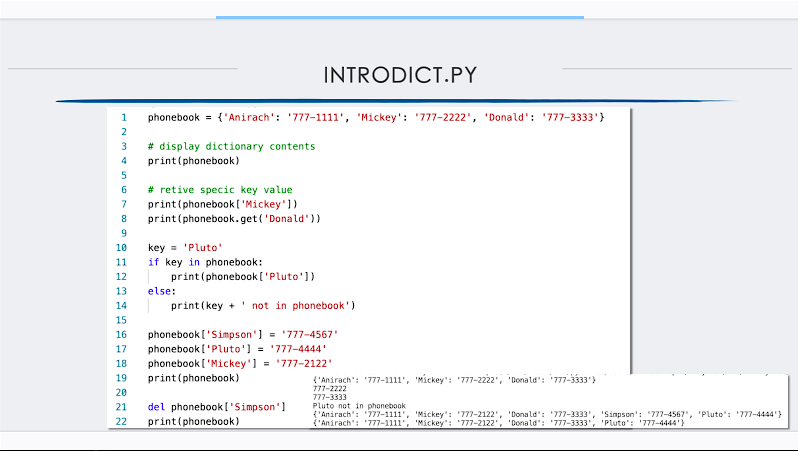 INTRODICT.PY
1 phonebook = {'Anirach': '777-1111', 'Mickey': '777-2222', 'Donald': '777-3333'}
2
3 # display dictionary contents
4 print(phonebook)
5
6 # retive specic key value
7 print(phonebook['Mickey'])
8 print(phonebook.get('Donald'))
9
10 key = 'Pluto'
11 if key in phonebook:
12 print(phonebook['Pluto'])
13 else:
14 print(key + ' not in phonebook')
15
16 phonebook['Simpson'] = '777-4567'
17 phonebook['Pluto'] = '777-4444'
18 phonebook['Mickey'] = '777-2122'
19 print(phonebook)
20
21 del phonebook['Simpson']
22 print(phonebook)
{'Anirach': '777-1111', 'Mickey': '777-2222', 'Donald': '777-3333'}
777-2222
777-3333
Pluto not in phonebook
{'Anirach': '777-1111', 'Mickey': '777-2122', 'Donald': '777-3333', 'Simpson': '777-4567', 'Pluto': '777-4444'}
{'Anirach': '777-1111', 'Mickey': '777-2122', 'Donald': '777-3333', 'Pluto': '777-4444'}